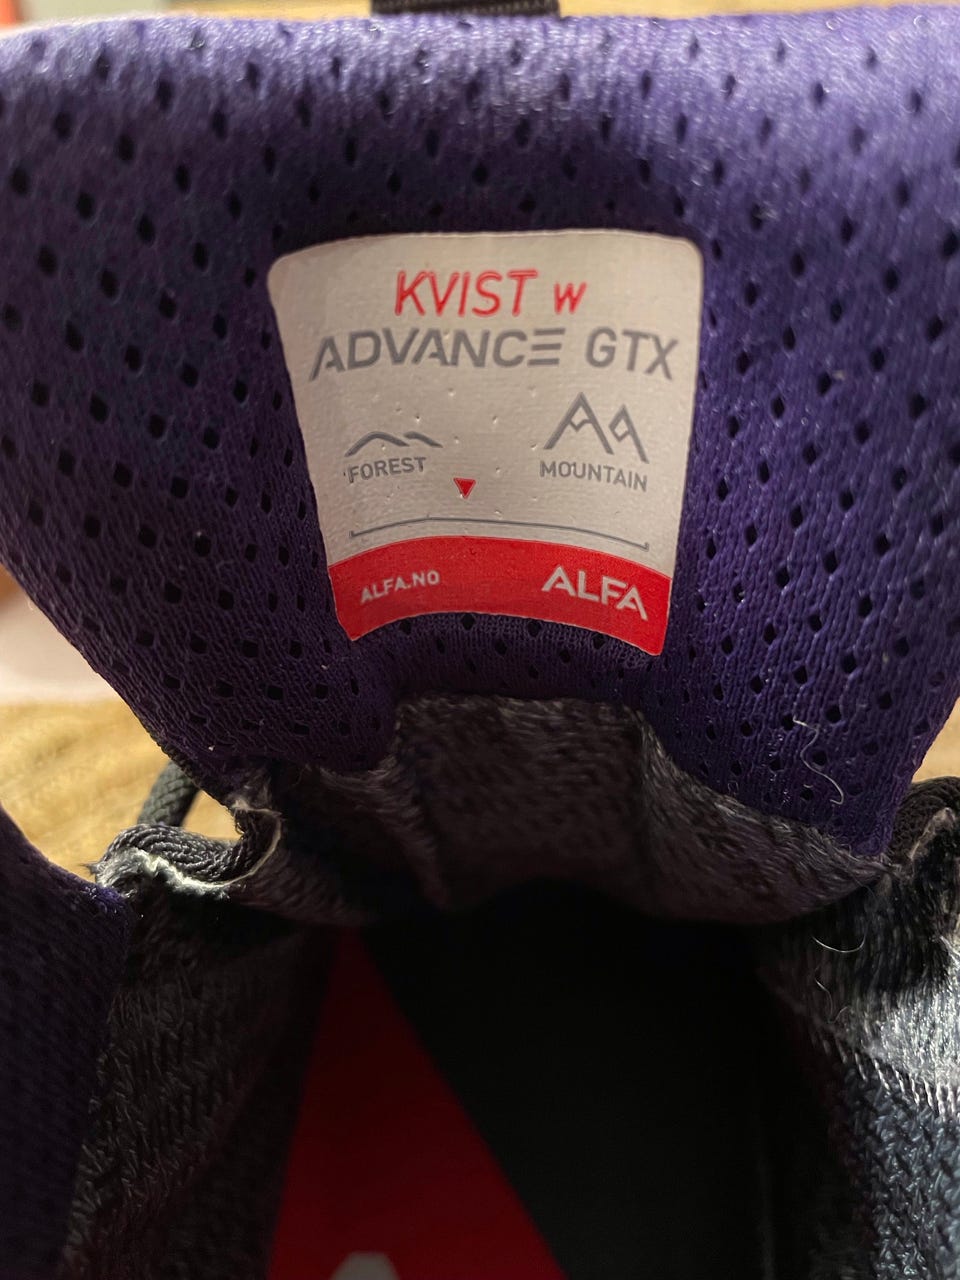 KVIST W
ADVANCE GTX
FOREST
MOUNTAIN
ALFA.NO
ALFA